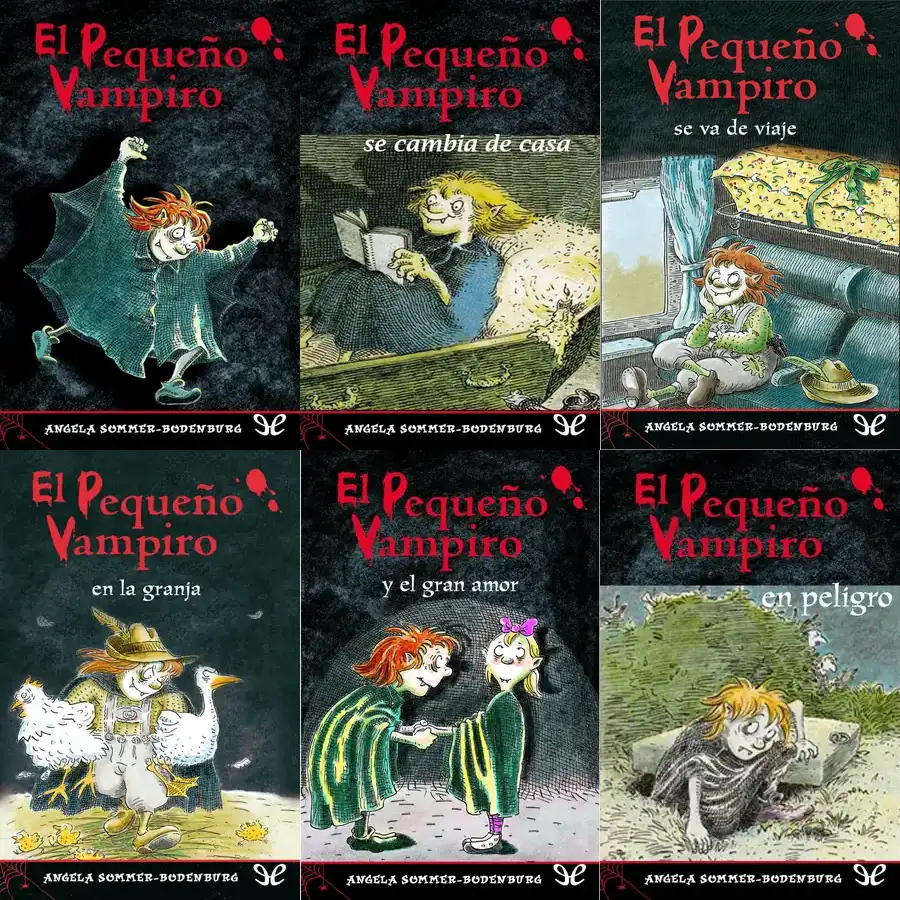 El Pequeño
Vampiro
ANGELA SOMMER-BODENBURG
El Pequeño
Vampiro
se cambia de casa
ANGELA SOMMER-BODENBURG
El Pequeño
Vampiro
se va de viaje
ANGELA SOMMER-BODENBURG
El Pequeño
Vampiro
en la granja
ANGELA SOMMER-BODENBURG
El Pequeño
Vampiro
y el gran amor
ANGELA SOMMER-BODENBURG
El Pequeño
Vampiro
en peligro
ANGELA SOMMER-BODENBURG